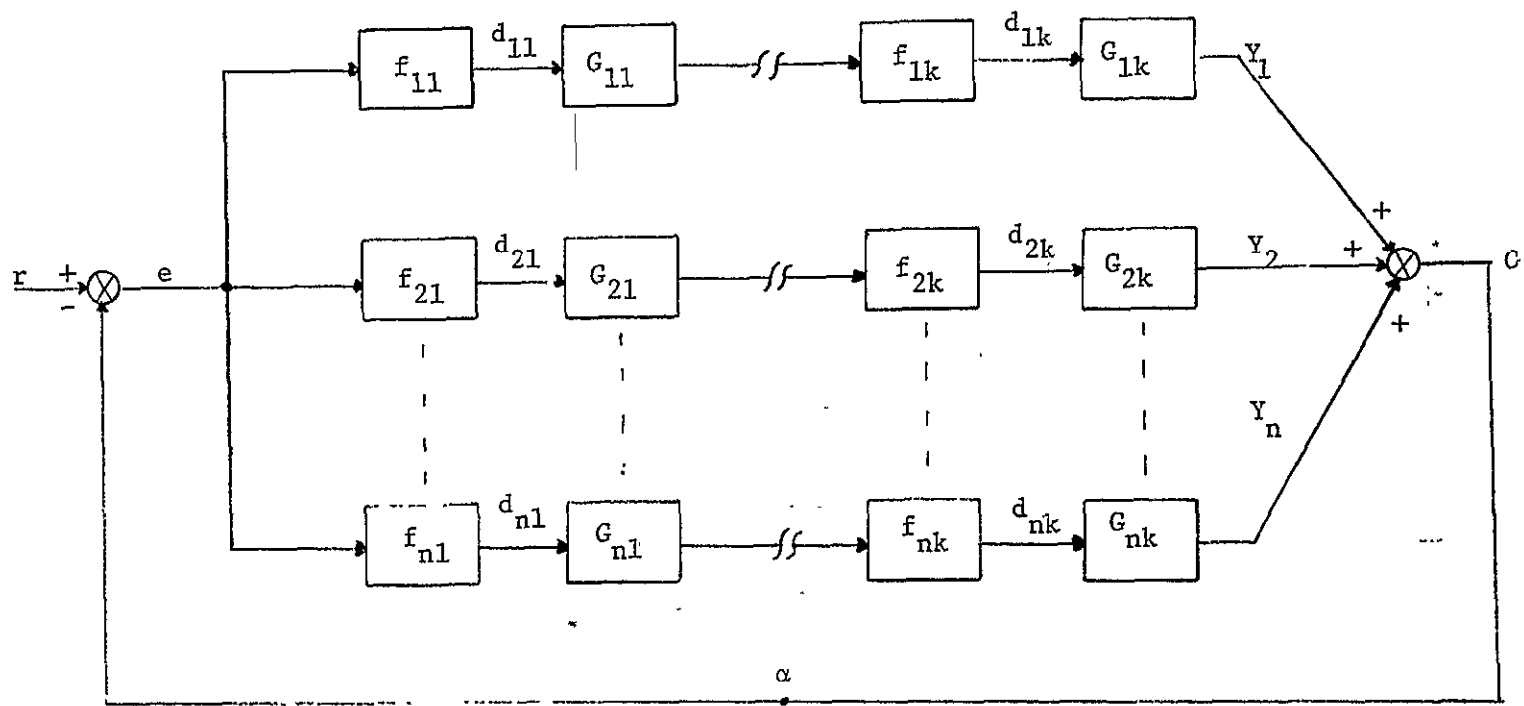 f11 d11 G11 f1k d1k G1k Y1
+
r + e f21 d21 G21 f2k d2k G2k Y2 + C
-
+
Yn
fn1 dn1 Gn1 fnk dnk Gnk
α